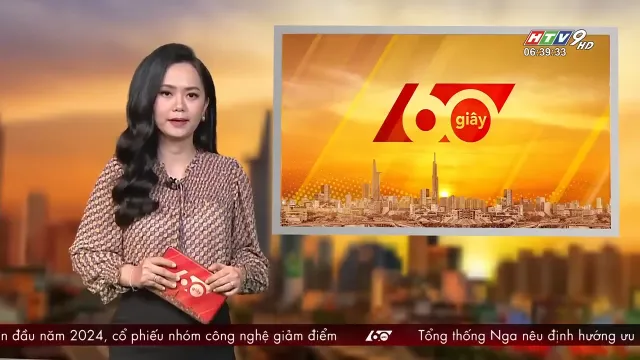 HTV9 HD
06:39:33
60 giây
60
n đầu năm 2024, cổ phiếu nhóm công nghệ giảm điểm 60 Tổng thống Nga nêu định hướng ưu